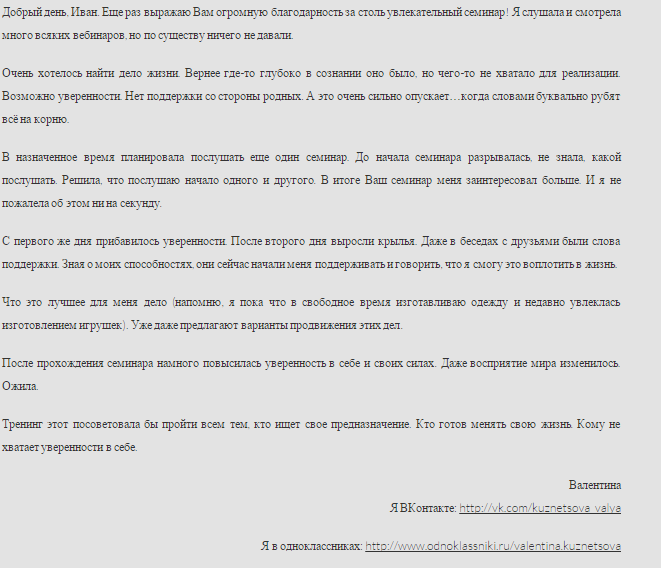 Добрый день, Иван. Еще раз выражаю Вам огромную благодарность за столь увлекательный семинар! Я слушала и смотрела
много всяких вебинаров, но по существу ничего не давали.
Очень хотелось найти дело жизни. Вернее где-то глубоко в сознании оно было, но чего-то не хватало для реализации.
Возможно уверенности. Нет поддержки со стороны родных. А это очень сильно опускает…когда словами буквально рубят
всё на корню.
В назначенное время планировала послушать еще один семинар. До начала семинара разрывалась, не знала, какой
послушать. Решила, что послушаю начало одного и другого. В итоге Ваш семинар меня заинтересовал больше. И я не
пожалела об этом ни на секунду.
С первого же дня прибавилось уверенности. После второго дня выросли крылья. Даже в беседах с друзьями были слова
поддержки. Зная о моих способностях, они сейчас начали меня поддерживать и говорить, что я смогу это воплотить в жизнь.
Что это лучшее для меня дело (напомню, я пока что в свободное время изготавливаю одежду и недавно увлеклась
изготовлением игрушек). Уже даже предлагают варианты продвижения этих дел.
После прохождения семинара намного повысилась уверенность в себе и своих силах. Даже восприятие мира изменилось.
Ожила.
Тренинг этот посоветовала бы пройти всем тем, кто ищет свое предназначение. Кто готов менять свою жизнь. Кому не
хватает уверенности в себе.
Валентина
Я ВКонтакте: http://vk.com/kuznetsova_valya
Я в одноклассниках: http://www.odnoklassniki.ru/valentina.kuznetsova